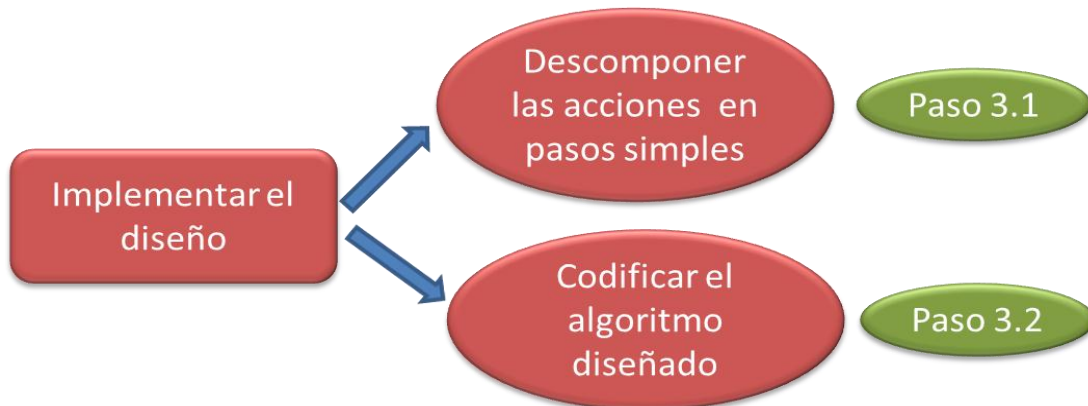 Descomponer
las acciones en
pasos simples
Paso 3.1
Implementar el
diseño
Codificar el
algoritmo
diseñado
Paso 3.2